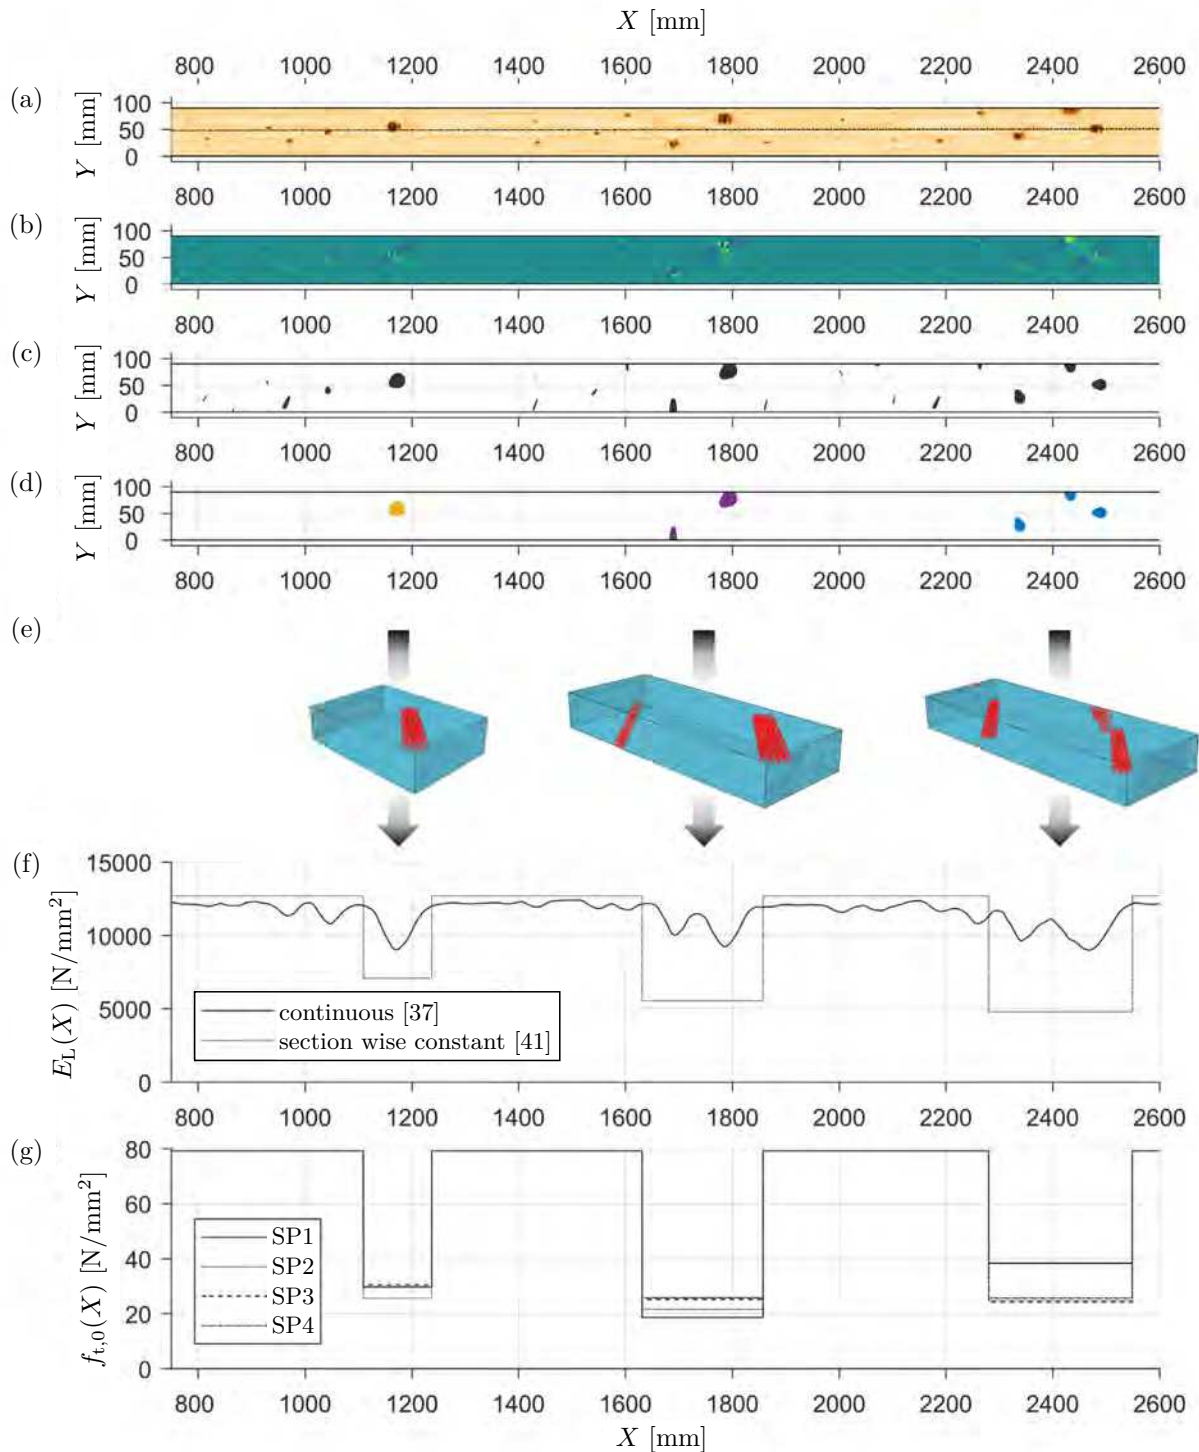 X [mm]
800 1000 1200 1400 1600 1800 2000 2200 2400 2600
(a)
Y [mm]
100
50
0
800 1000 1200 1400 1600 1800 2000 2200 2400 2600
(b)
Y [mm]
100
50
0
800 1000 1200 1400 1600 1800 2000 2200 2400 2600
(c)
Y [mm]
100
50
0
800 1000 1200 1400 1600 1800 2000 2200 2400 2600
(d)
Y [mm]
100
50
0
800 1000 1200 1400 1600 1800 2000 2200 2400 2600
(e)
(f)
E_L(X) [N/mm²]
15000
10000
5000
0
continuous [37]
section wise constant [41]
800 1000 1200 1400 1600 1800 2000 2200 2400 2600
(g)
f_t,0(X) [N/mm²]
80
60
40
20
0
SP1
SP2
SP3
SP4
800 1000 1200 1400 1600 1800 2000 2200 2400 2600
X [mm]